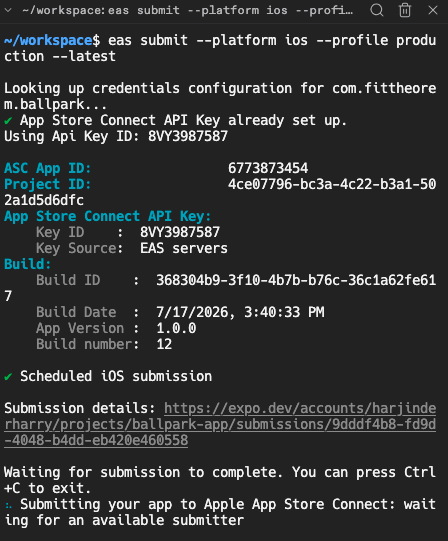 eas submit --platform ios --profi...
~/workspace$ eas submit --platform ios --profile produ
ction --latest
Looking up credentials configuration for com.fittheore
m.ballpark...
✔ App Store Connect API Key already set up.
Using Api Key ID: 8VY3987587
ASC App ID: 6773873454
Project ID: 4ce07796-bc3a-4c22-b3a1-50
2a1d5d6dfc
App Store Connect API Key:
Key ID : 8VY3987587
Key Source: EAS servers
Build:
Build ID : 368304b9-3f10-4b7b-b76c-36c1a62fe61
7
Build Date : 7/17/2026, 3:40:33 PM
App Version : 1.0.0
Build number: 12
✔ Scheduled iOS submission
Submission details: https://expo.dev/accounts/harjinde
rharry/projects/ballpark-app/submissions/9dddf4b8-fd9d
-4048-b4dd-eb420e460558
Waiting for submission to complete. You can press Ctrl
+C to exit.
Submitting your app to Apple App Store Connect: wait
ing for an available submitter